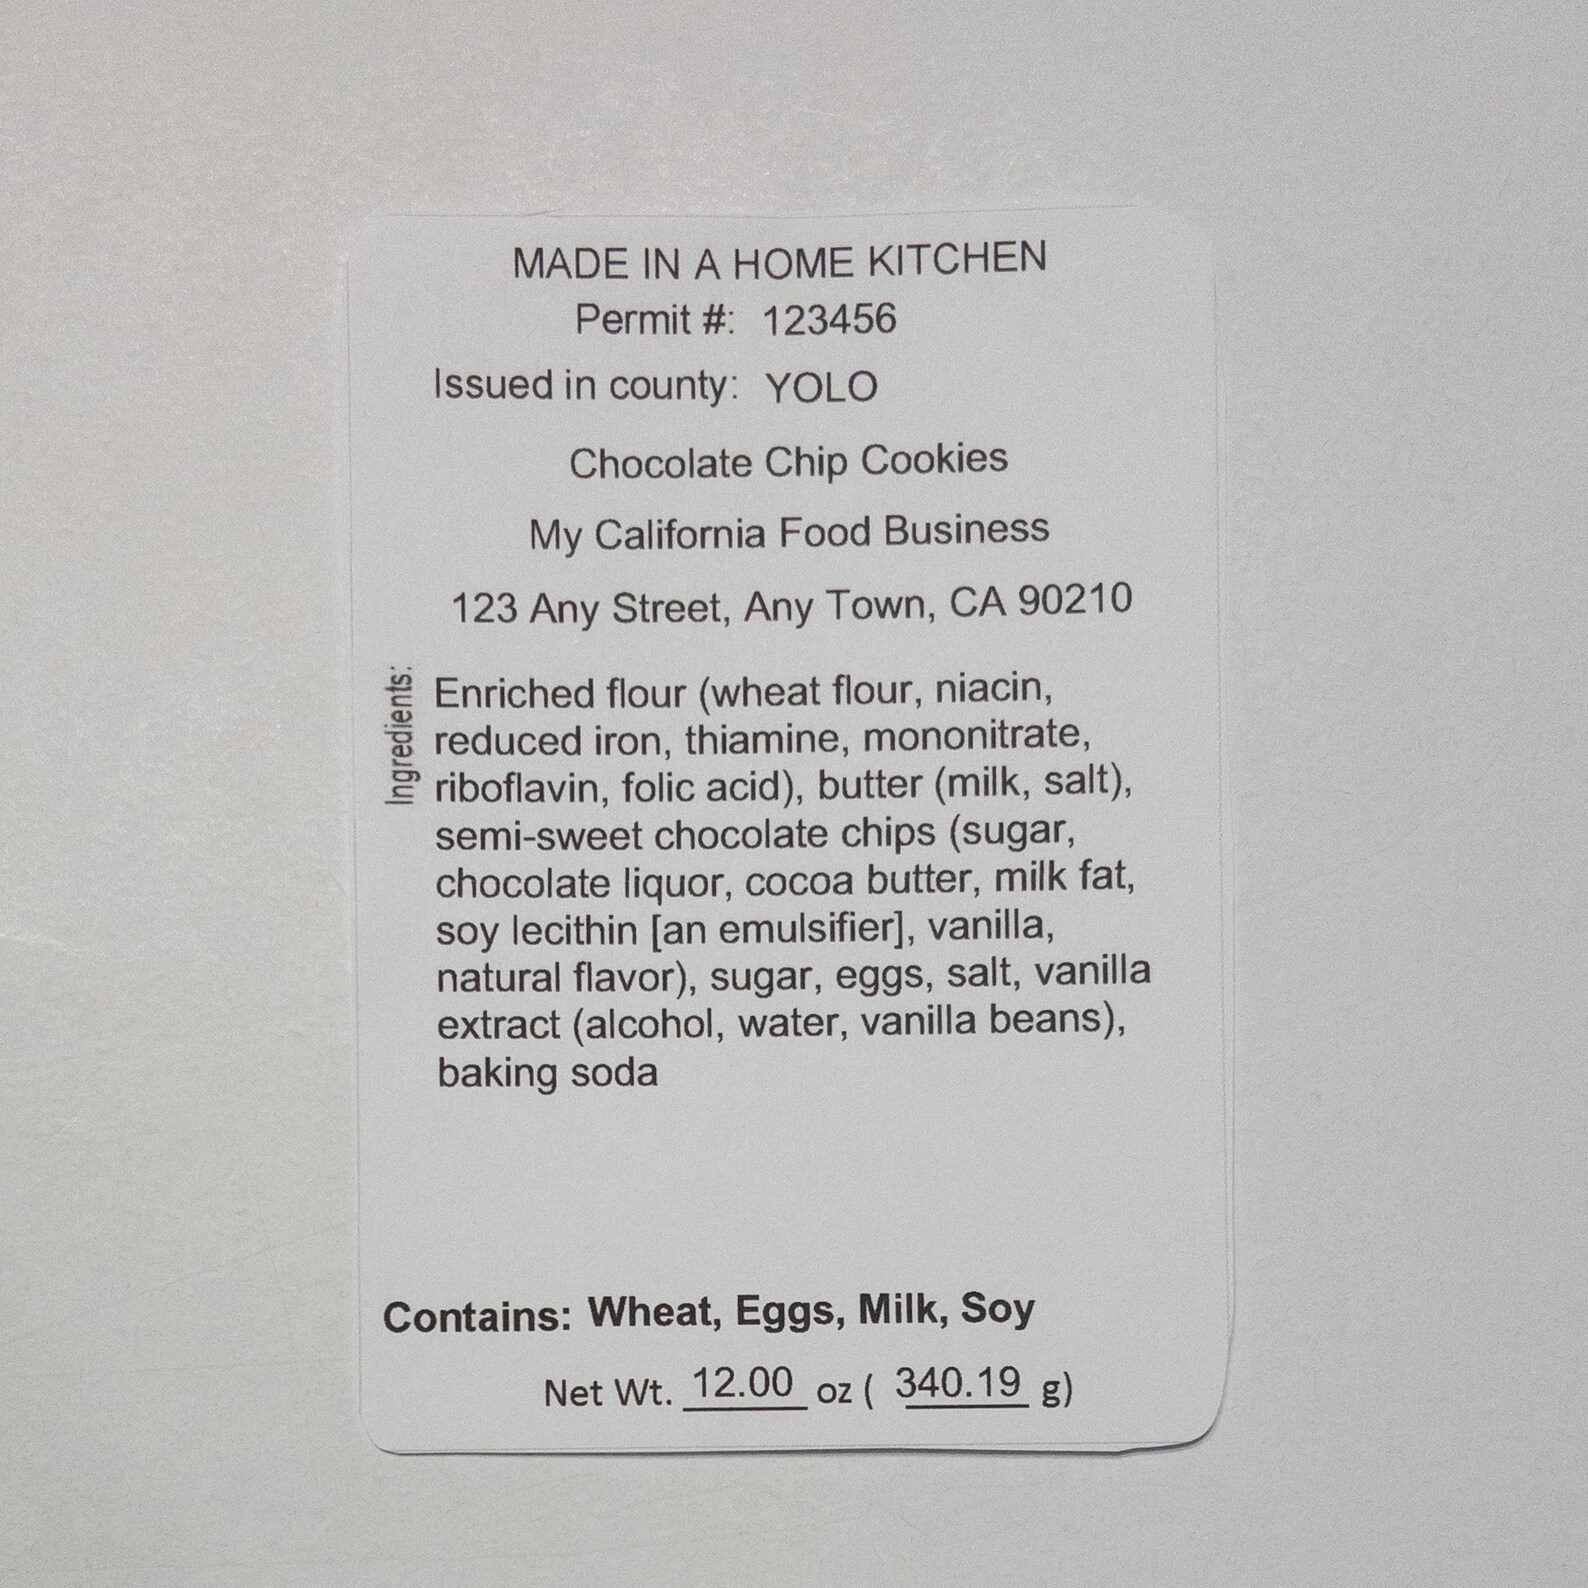 MADE IN A HOME KITCHEN
Permit #: 123456
Issued in county: YOLO
Chocolate Chip Cookies
My California Food Business
123 Any Street, Any Town, CA 90210
Ingredients:
Enriched flour (wheat flour, niacin,
reduced iron, thiamine, mononitrate,
riboflavin, folic acid), butter (milk, salt),
semi-sweet chocolate chips (sugar,
chocolate liquor, cocoa butter, milk fat,
soy lecithin [an emulsifier], vanilla,
natural flavor), sugar, eggs, salt, vanilla
extract (alcohol, water, vanilla beans),
baking soda
Contains: Wheat, Eggs, Milk, Soy
Net Wt. 12.00 oz ( 340.19 g)